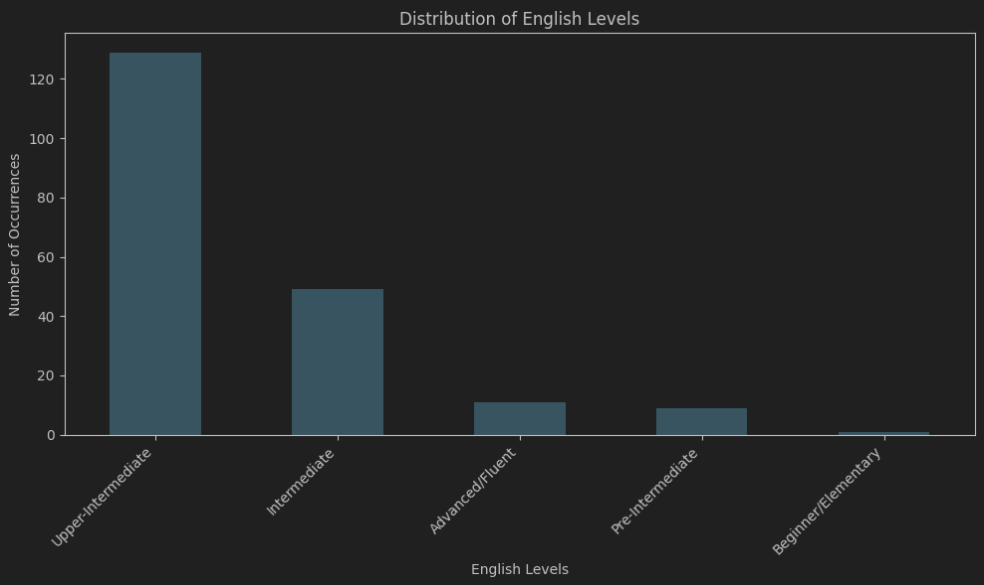 Distribution of English Levels
Number of Occurrences
120
100
80
60
40
20
0
Upper-Intermediate
Intermediate
Advanced/Fluent
Pre-Intermediate
Beginner/Elementary
English Levels